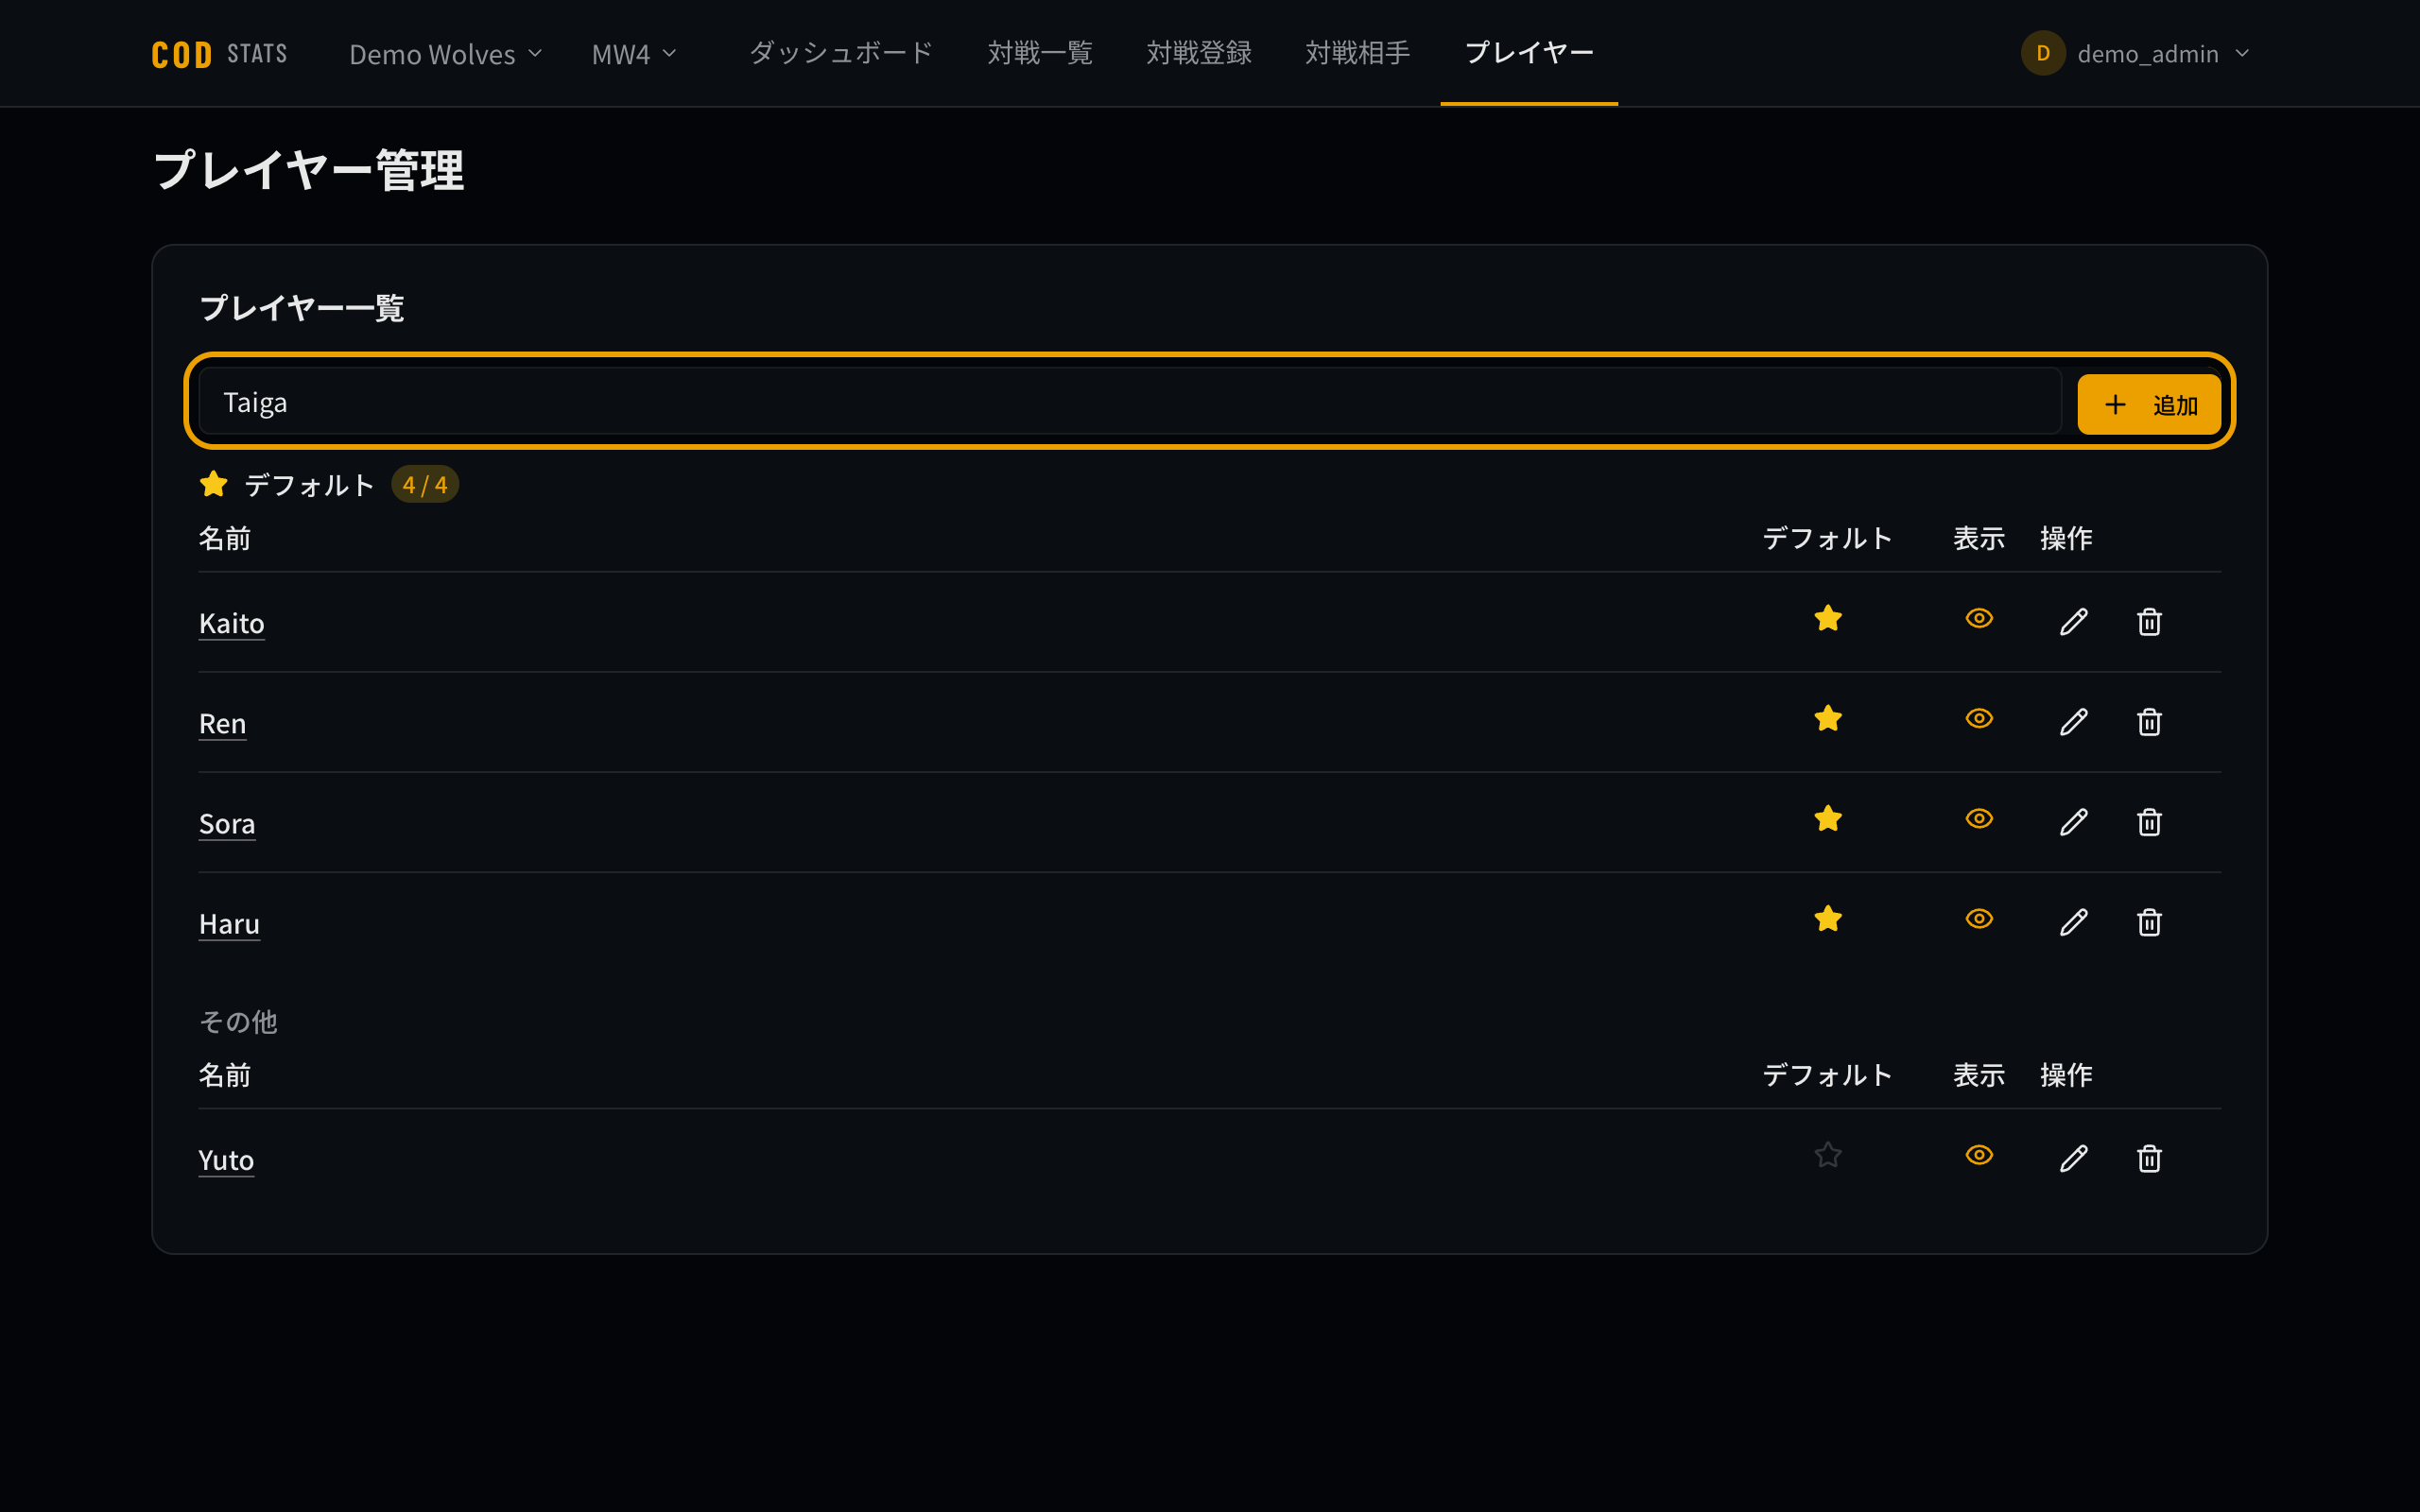 COD STATS Demo Wolves MW4 ダッシュボード 対戦一覧 対戦登録 対戦相手 プレイヤー D demo_admin
プレイヤー管理
プレイヤー一覧
Taiga + 追加
デフォルト 4 / 4
名前 デフォルト 表示 操作
Kaito
Ren
Sora
Haru
その他
名前 デフォルト 表示 操作
Yuto